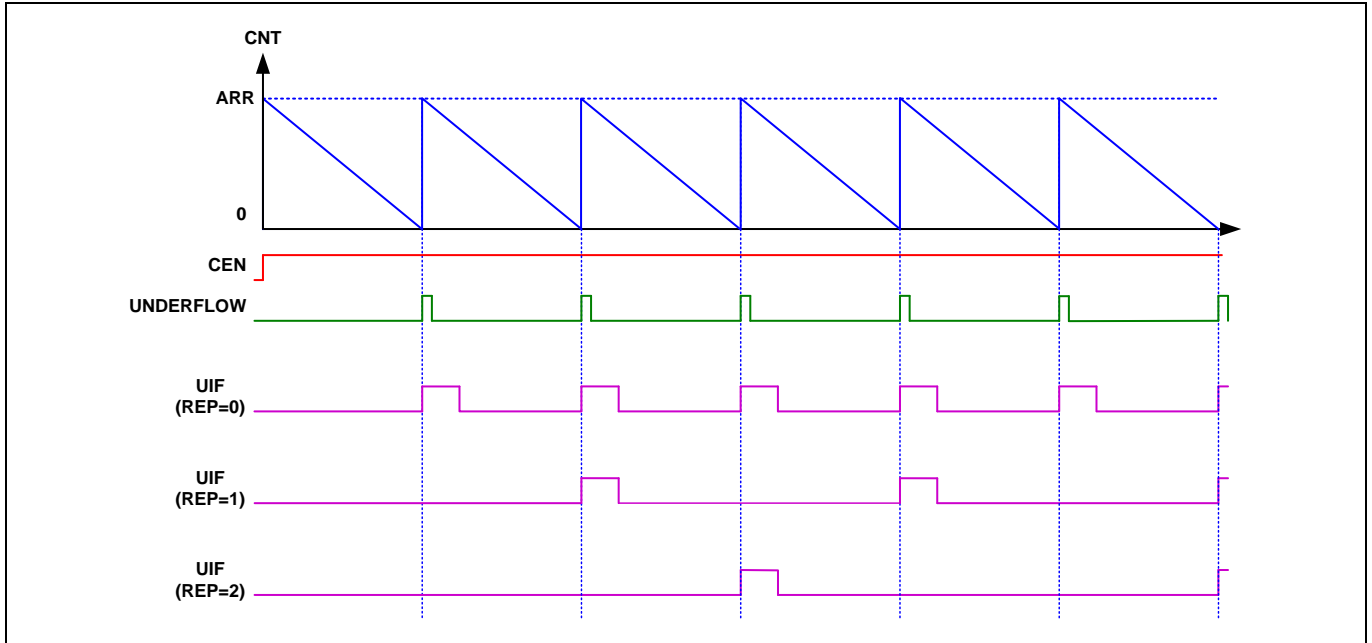 CNT
ARR
0
CEN
UNDERFLOW
UIF
(REP=0)
UIF
(REP=1)
UIF
(REP=2)